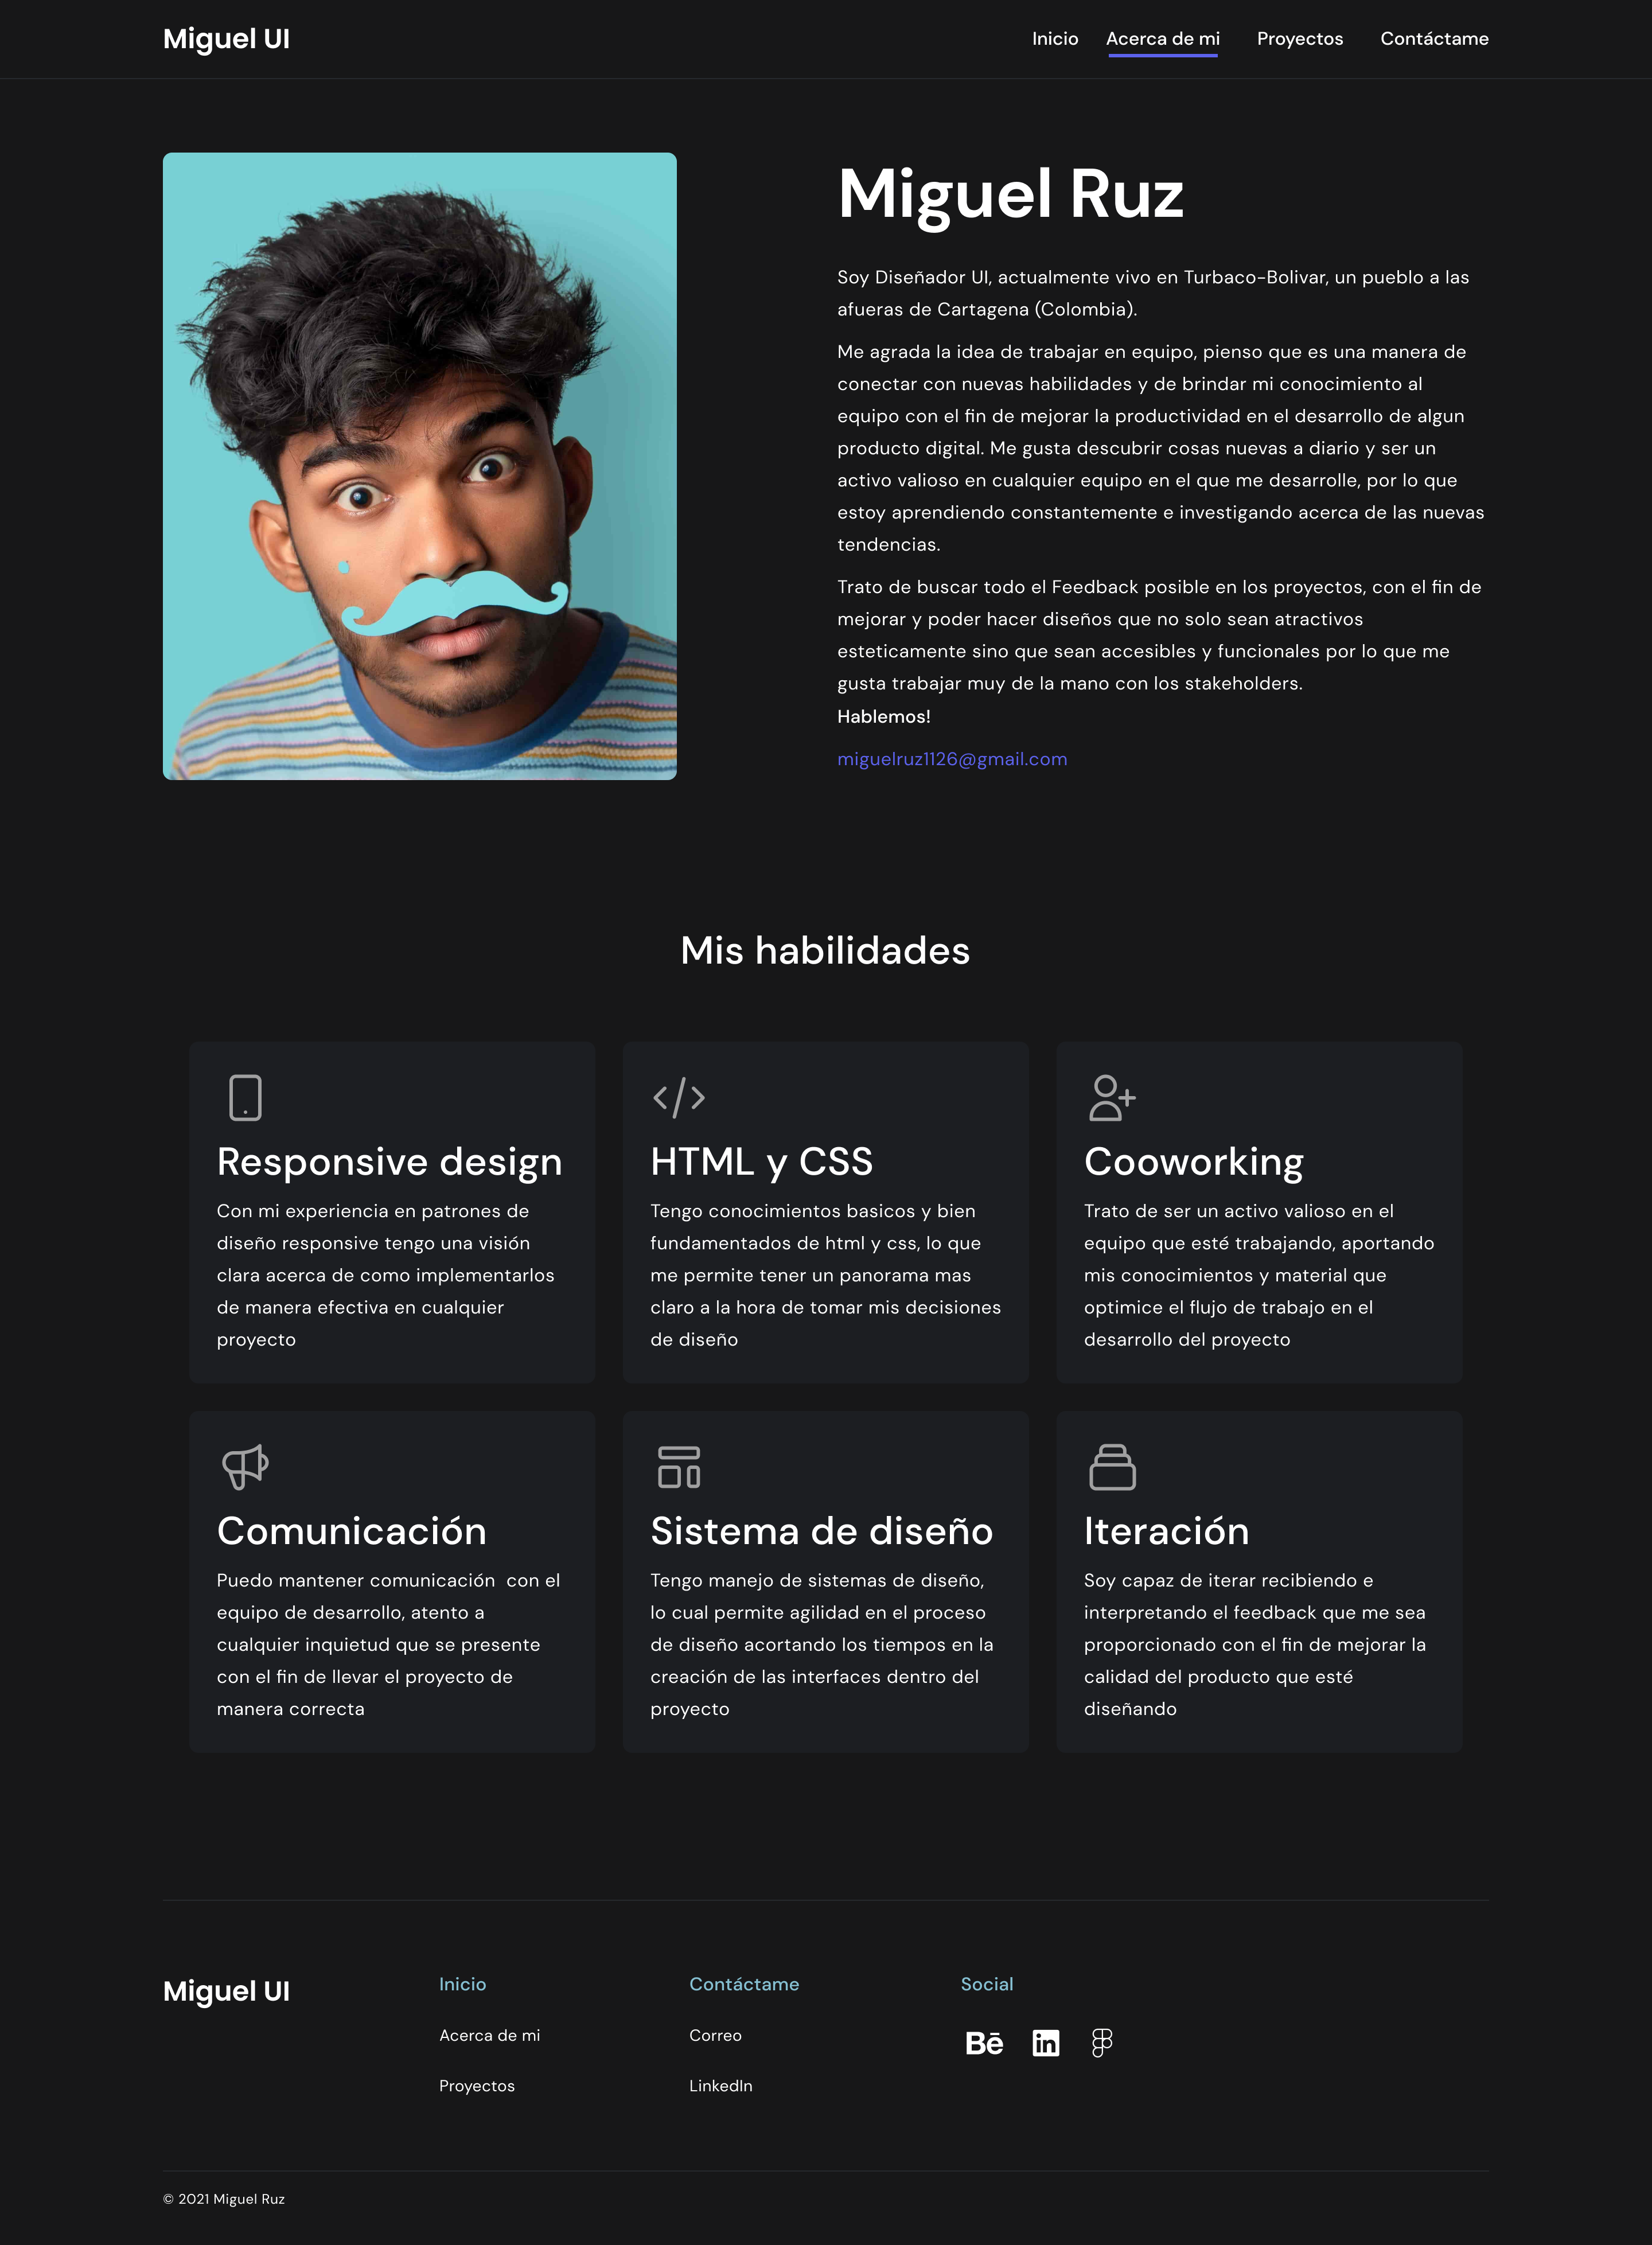 Miguel UI
Inicio
Acerca de mi
Proyectos
Contáctame
Miguel Ruz
Soy Diseñador UI, actualmente vivo en Turbaco-Bolivar, un pueblo a las
afueras de Cartagena (Colombia).
Me agrada la idea de trabajar en equipo, pienso que es una manera de
conectar con nuevas habilidades y de brindar mi conocimiento al
equipo con el fin de mejorar la productividad en el desarrollo de algun
producto digital. Me gusta descubrir cosas nuevas a diario y ser un
activo valioso en cualquier equipo en el que me desarrolle, por lo que
estoy aprendiendo constantemente e investigando acerca de las nuevas
tendencias.
Trato de buscar todo el Feedback posible en los proyectos, con el fin de
mejorar y poder hacer diseños que no solo sean atractivos
esteticamente sino que sean accesibles y funcionales por lo que me
gusta trabajar muy de la mano con los stakeholders.
Hablemos!
miguelruz1126@gmail.com
Mis habilidades
Responsive design
Con mi experiencia en patrones de
diseño responsive tengo una visión
clara acerca de como implementarlos
de manera efectiva en cualquier
proyecto
HTML y CSS
Tengo conocimientos basicos y bien
fundamentados de html y css, lo que
me permite tener un panorama mas
claro a la hora de tomar mis decisiones
de diseño
Cooworking
Trato de ser un activo valioso en el
equipo que esté trabajando, aportando
mis conocimientos y material que
optimice el flujo de trabajo en el
desarrollo del proyecto
Comunicación
Puedo mantener comunicación  con el
equipo de desarrollo, atento a
cualquier inquietud que se presente
con el fin de llevar el proyecto de
manera correcta
Sistema de diseño
Tengo manejo de sistemas de diseño,
lo cual permite agilidad en el proceso
de diseño acortando los tiempos en la
creación de las interfaces dentro del
proyecto
Iteración
Soy capaz de iterar recibiendo e
interpretando el feedback que me sea
proporcionado con el fin de mejorar la
calidad del producto que esté
diseñando
Miguel UI
Inicio
Acerca de mi
Proyectos
Contáctame
Correo
LinkedIn
Social
Bē
in
© 2021 Miguel Ruz